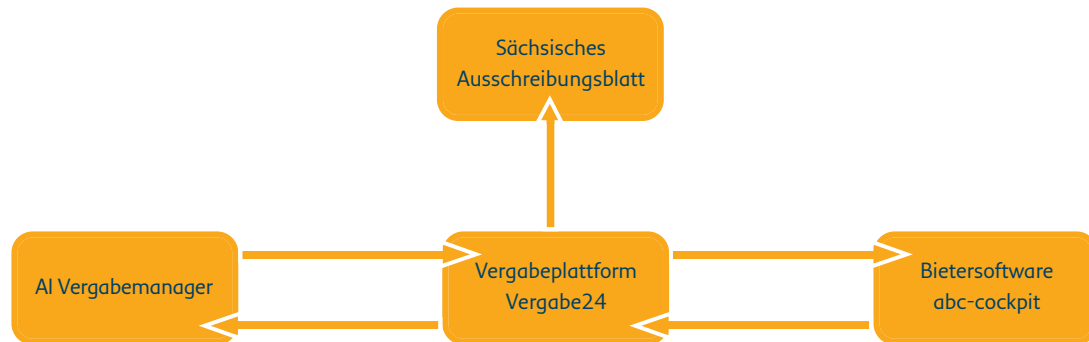 Sächsisches
Ausschreibungsblatt
AI Vergabemanager
Vergabeplattform
Vergabe24
Bietersoftware
abc-cockpit